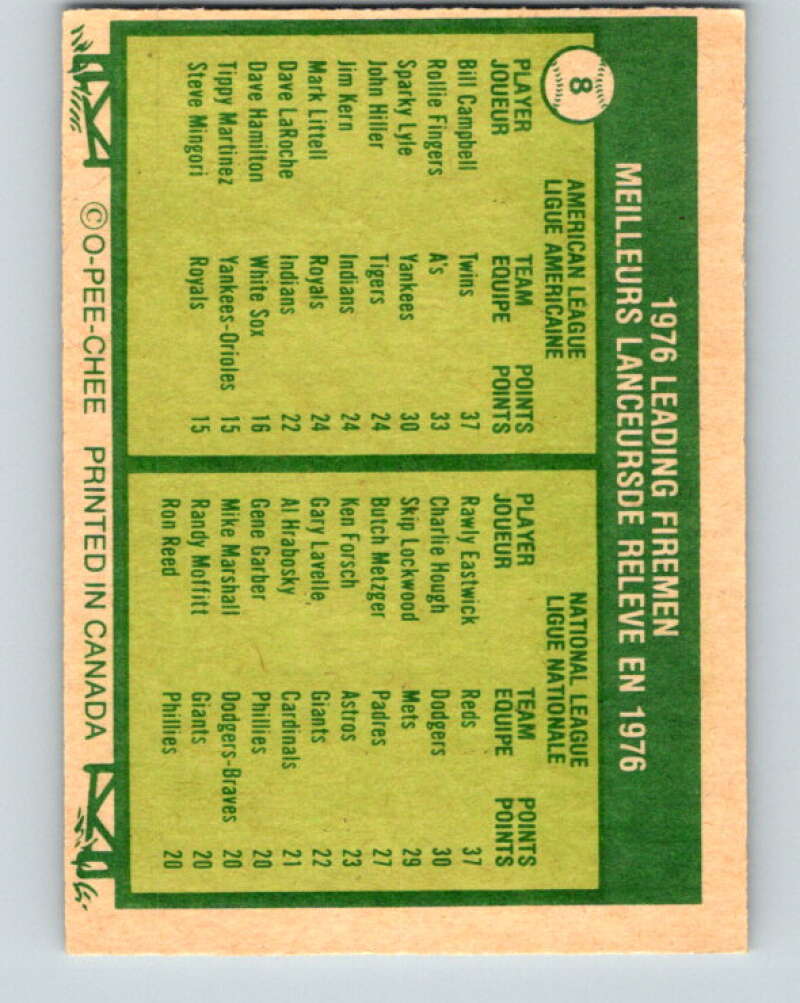 8
1976 LEADING FIREMEN
MEILLEURS LANCEURSDE RELEVE EN 1976
AMERICAN LEAGUE
LIGUE AMERICAINE
PLAYER TEAM POINTS
JOUEUR EQUIPE POINTS
Bill Campbell Twins 37
Rollie Fingers A's 33
Sparky Lyle Yankees 30
John Hiller Tigers 24
Jim Kern Indians 24
Mark Littell Royals 24
Dave LaRoche Indians 22
Dave Hamilton White Sox 16
Tippy Martinez Yankees-Orioles 15
Steve Mingori Royals 15
NATIONAL LEAGUE
LIGUE NATIONALE
PLAYER TEAM POINTS
JOUEUR EQUIPE POINTS
Rawly Eastwick Reds 37
Charlie Hough Dodgers 30
Skip Lockwood Mets 29
Butch Metzger Padres 27
Ken Forsch Astros 23
Gary Lavelle Giants 22
Al Hrabosky Cardinals 21
Gene Garber Phillies 20
Mike Marshall Dodgers-Braves 20
Randy Moffitt Giants 20
Ron Reed Phillies 20
©O-PEE-CHEE PRINTED IN CANADA